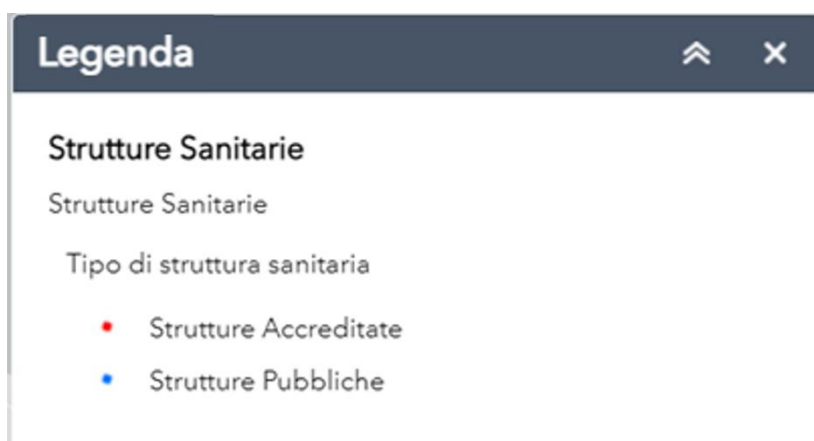 Legenda
Strutture Sanitarie
Strutture Sanitarie
Tipo di struttura sanitaria
Strutture Accreditate
Strutture Pubbliche